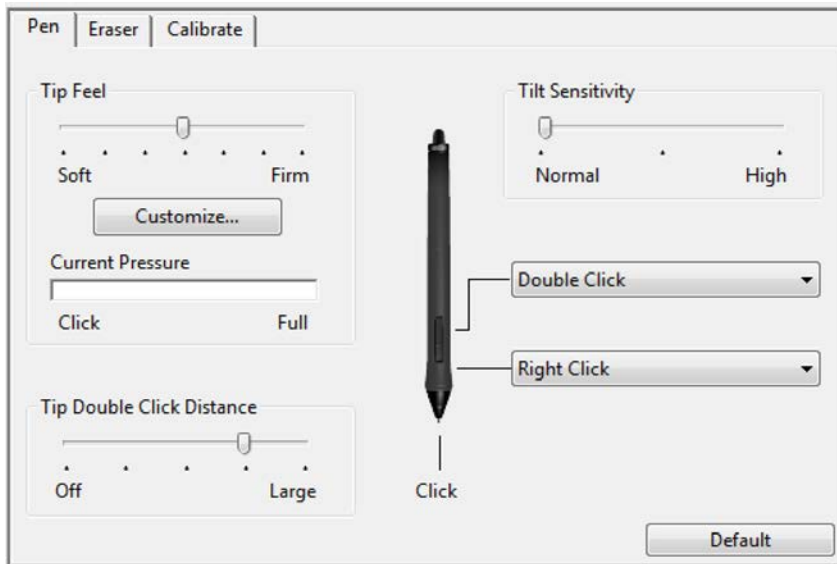 Pen
Eraser
Calibrate
Tip Feel
Soft
Firm
Customize...
Current Pressure
Click
Full
Tip Double Click Distance
Off
Large
Click
Tilt Sensitivity
Normal
High
Double Click
Right Click
Default